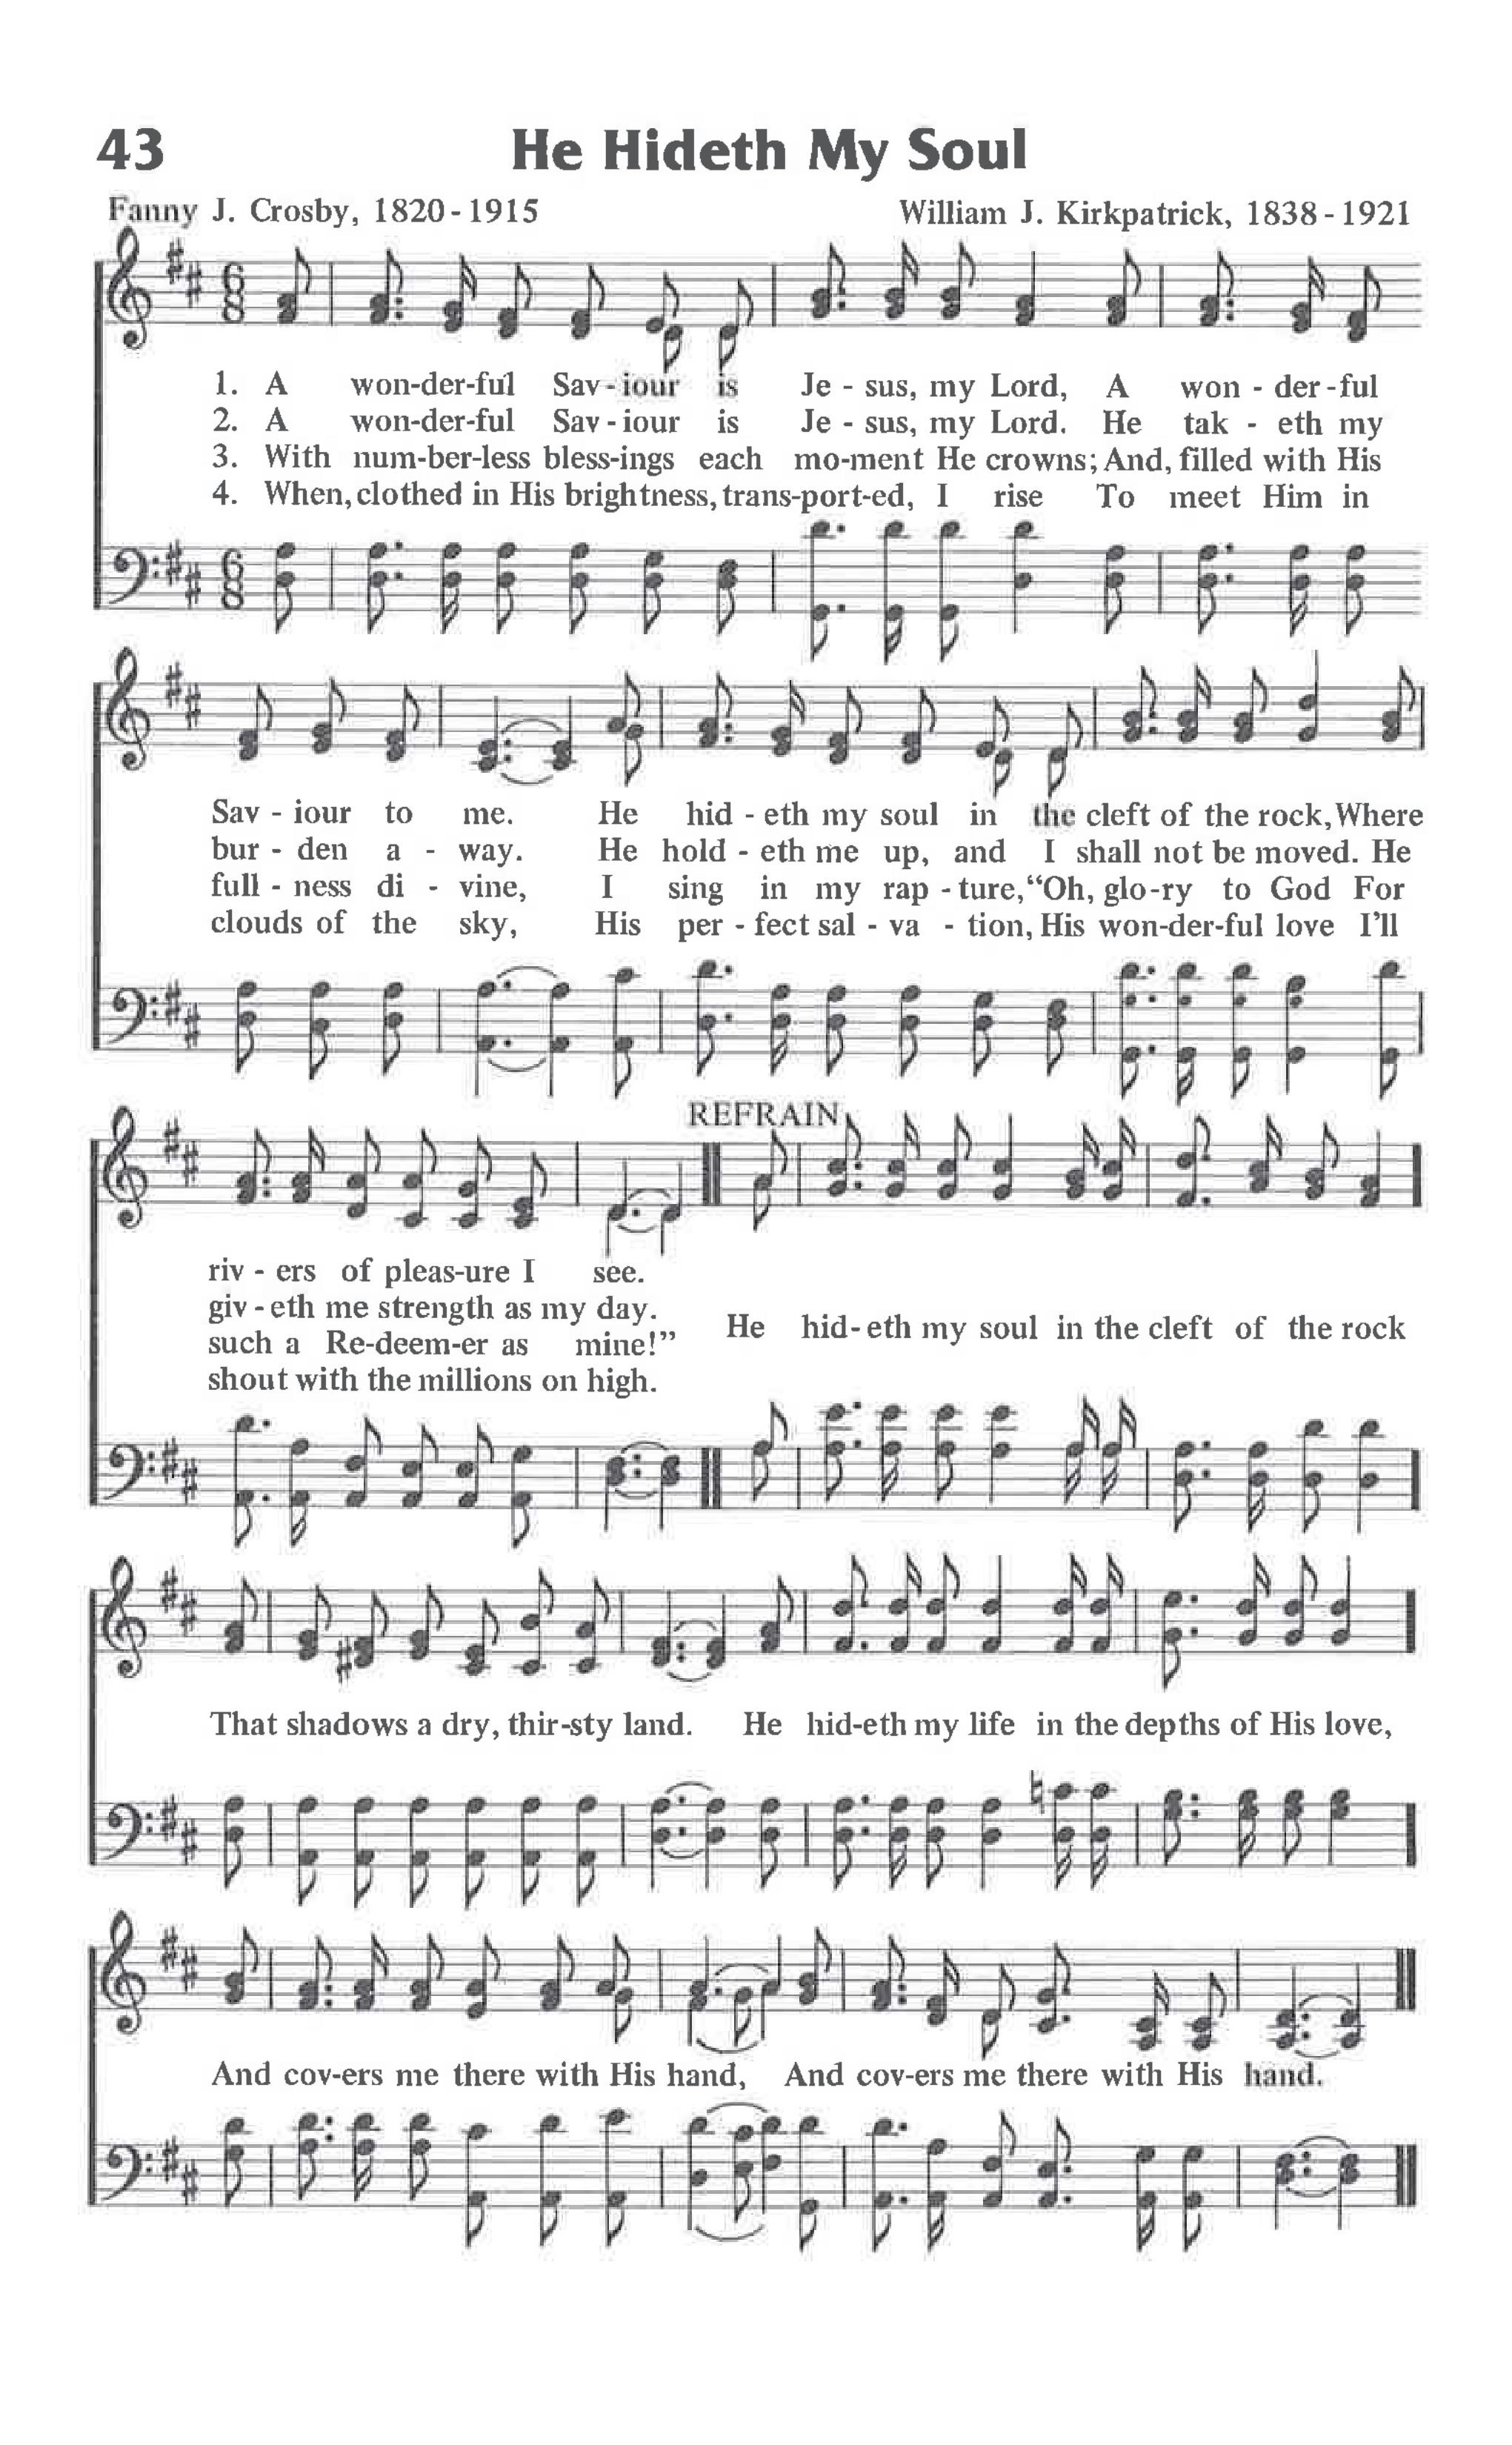 43 He Hideth My Soul
Fanny J. Crosby, 1820-1915 William J. Kirkpatrick, 1838-1921
1. A won-der-ful Sav-iour is Je - sus, my Lord, A won - der-ful
2. A won-der-ful Sav-iour is Je - sus, my Lord. He tak - eth my
3. With num-ber-less bless-ings each mo-ment He crowns; And, filled with His
4. When, clothed in His brightness, trans-port-ed, I rise To meet Him in
Sav - iour to me. He hid - eth my soul in the cleft of the rock, Where
bur - den a - way. He hold - eth me up, and I shall not be moved. He
full - ness di - vine, I sing in my rap - ture, “Oh, glo-ry to God For
clouds of the sky, His per - fect sal - va - tion, His won-der-ful love I’ll
REFRAIN
riv - ers of pleas-ure I see.
giv - eth me strength as my day.
such a Re-deem-er as mine!”
shout with the millions on high.
He hid-eth my soul in the cleft of the rock
That shadows a dry, thir-sty land. He hid-eth my life in the depths of His love,
And cov-ers me there with His hand, And cov-ers me there with His hand.